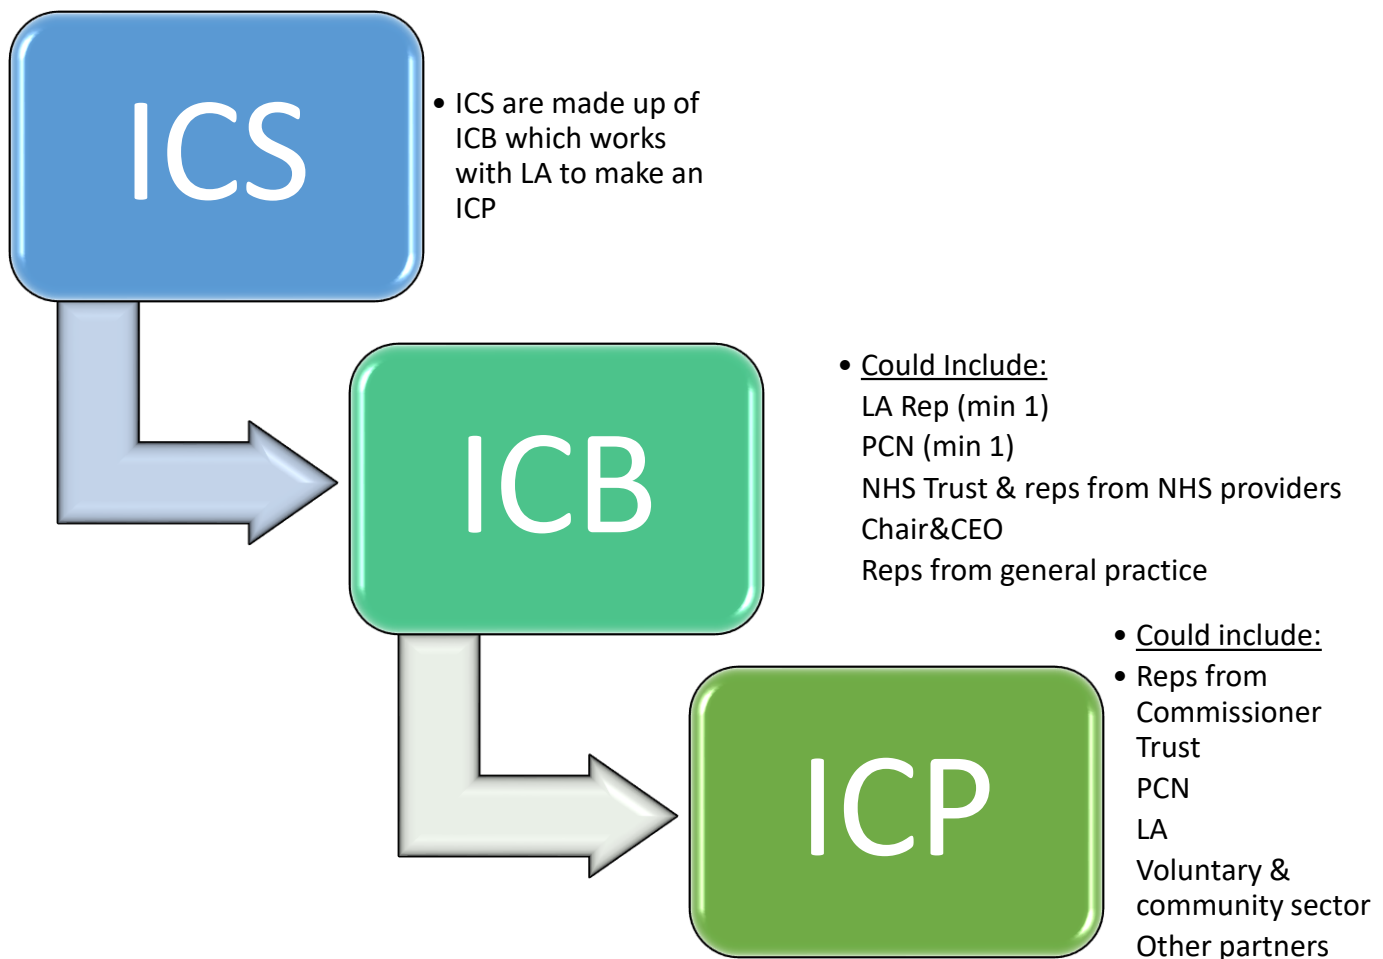 ICS
• ICS are made up of
ICB which works
with LA to make an
ICP
ICB
• Could Include:
LA Rep (min 1)
PCN (min 1)
NHS Trust & reps from NHS providers
Chair&CEO
Reps from general practice
ICP
• Could include:
• Reps from
Commissioner
Trust
PCN
LA
Voluntary &
community sector
Other partners